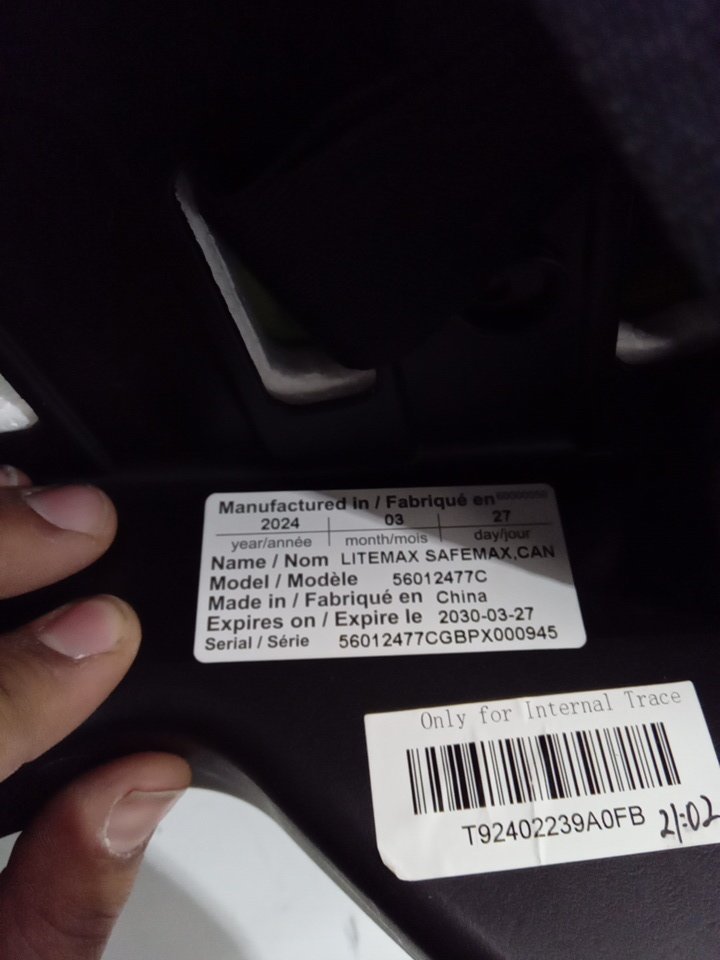 Manufactured in / Fabriqué en
2024 | 03 | 27
year/année month/mois day/jour
Name / Nom LITEMAX SAFEMAX,CAN
Model / Modèle 56012477C
Made in / Fabriqué en China
Expires on / Expire le 2030-03-27
Serial / Série 56012477CGBPX000945
Only for Internal Trace
T92402239A0FB 21:02